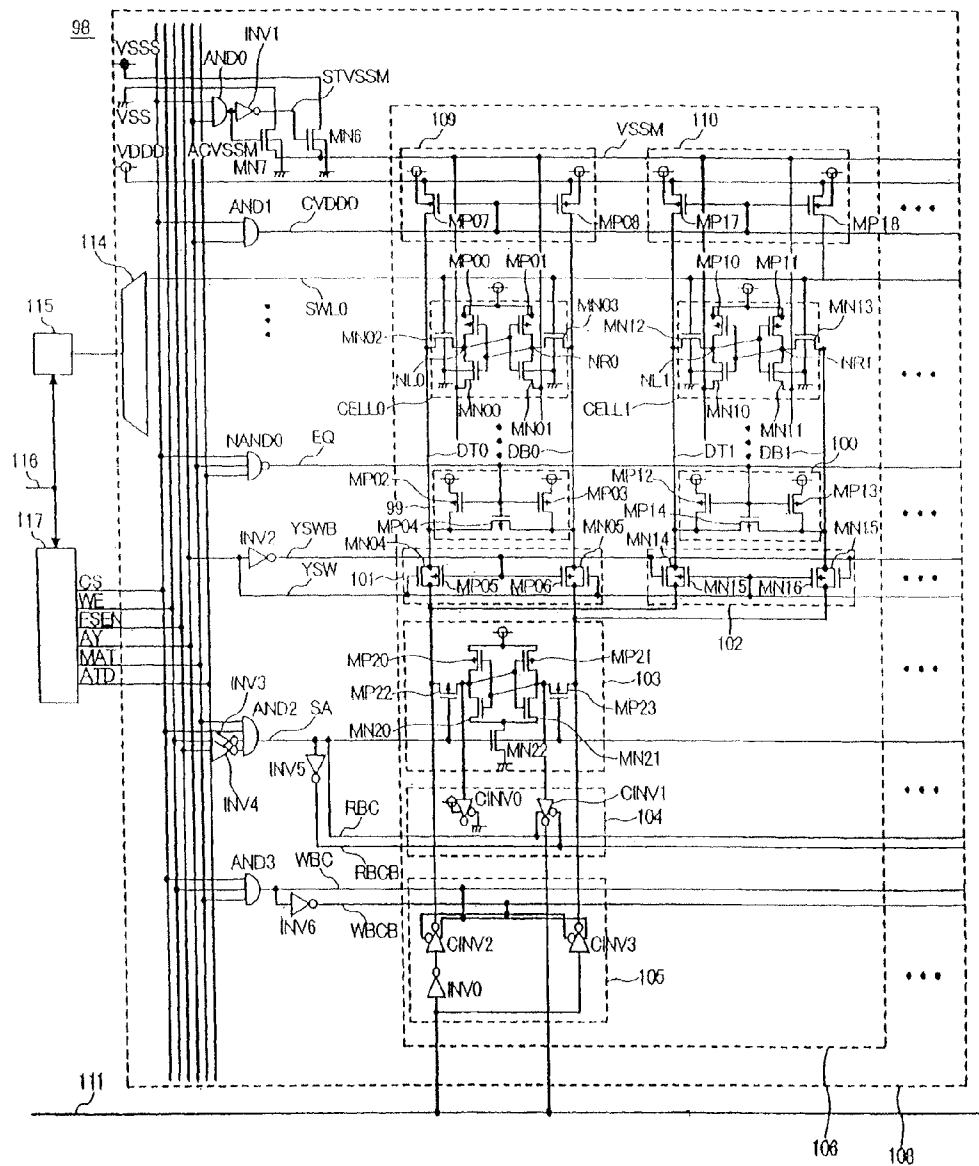 98
VSSS
INV1
AND0
STVSSM
VSS
ACVSSM
MN6
MN7
VDDD
109
110
VSSM
AND1
CVDDD
MP07
MP08
MP17
MP18
114
115
SWL0
MP00
MP01
MN03
MN02
NL0
NR0
CELL0
MN00
MN01
MP10
MP11
MN13
MN12
NL1
NR1
CELL1
MN10
MN11
DT0
DB0
DT1
DB1
100
NAND0
EQ
116
117
MP02
MP03
99
MP04
MP12
MP13
MP14
MN04
MN05
MN14
MN15
INV2
YSWB
YSW
101
MP05
MP06
MN15
MN16
102
CS
WE
FSEN
AY
MAT
ATD
MP20
MP21
103
MP22
MP23
INV3
AND2
SA
MN20
MN22
MN21
INV4
INV5
CINV0
CINV1
104
RBC
RBCB
AND3
WBC
INV6
WBCB
CINV2
CINV3
INV0
105
111
106
108